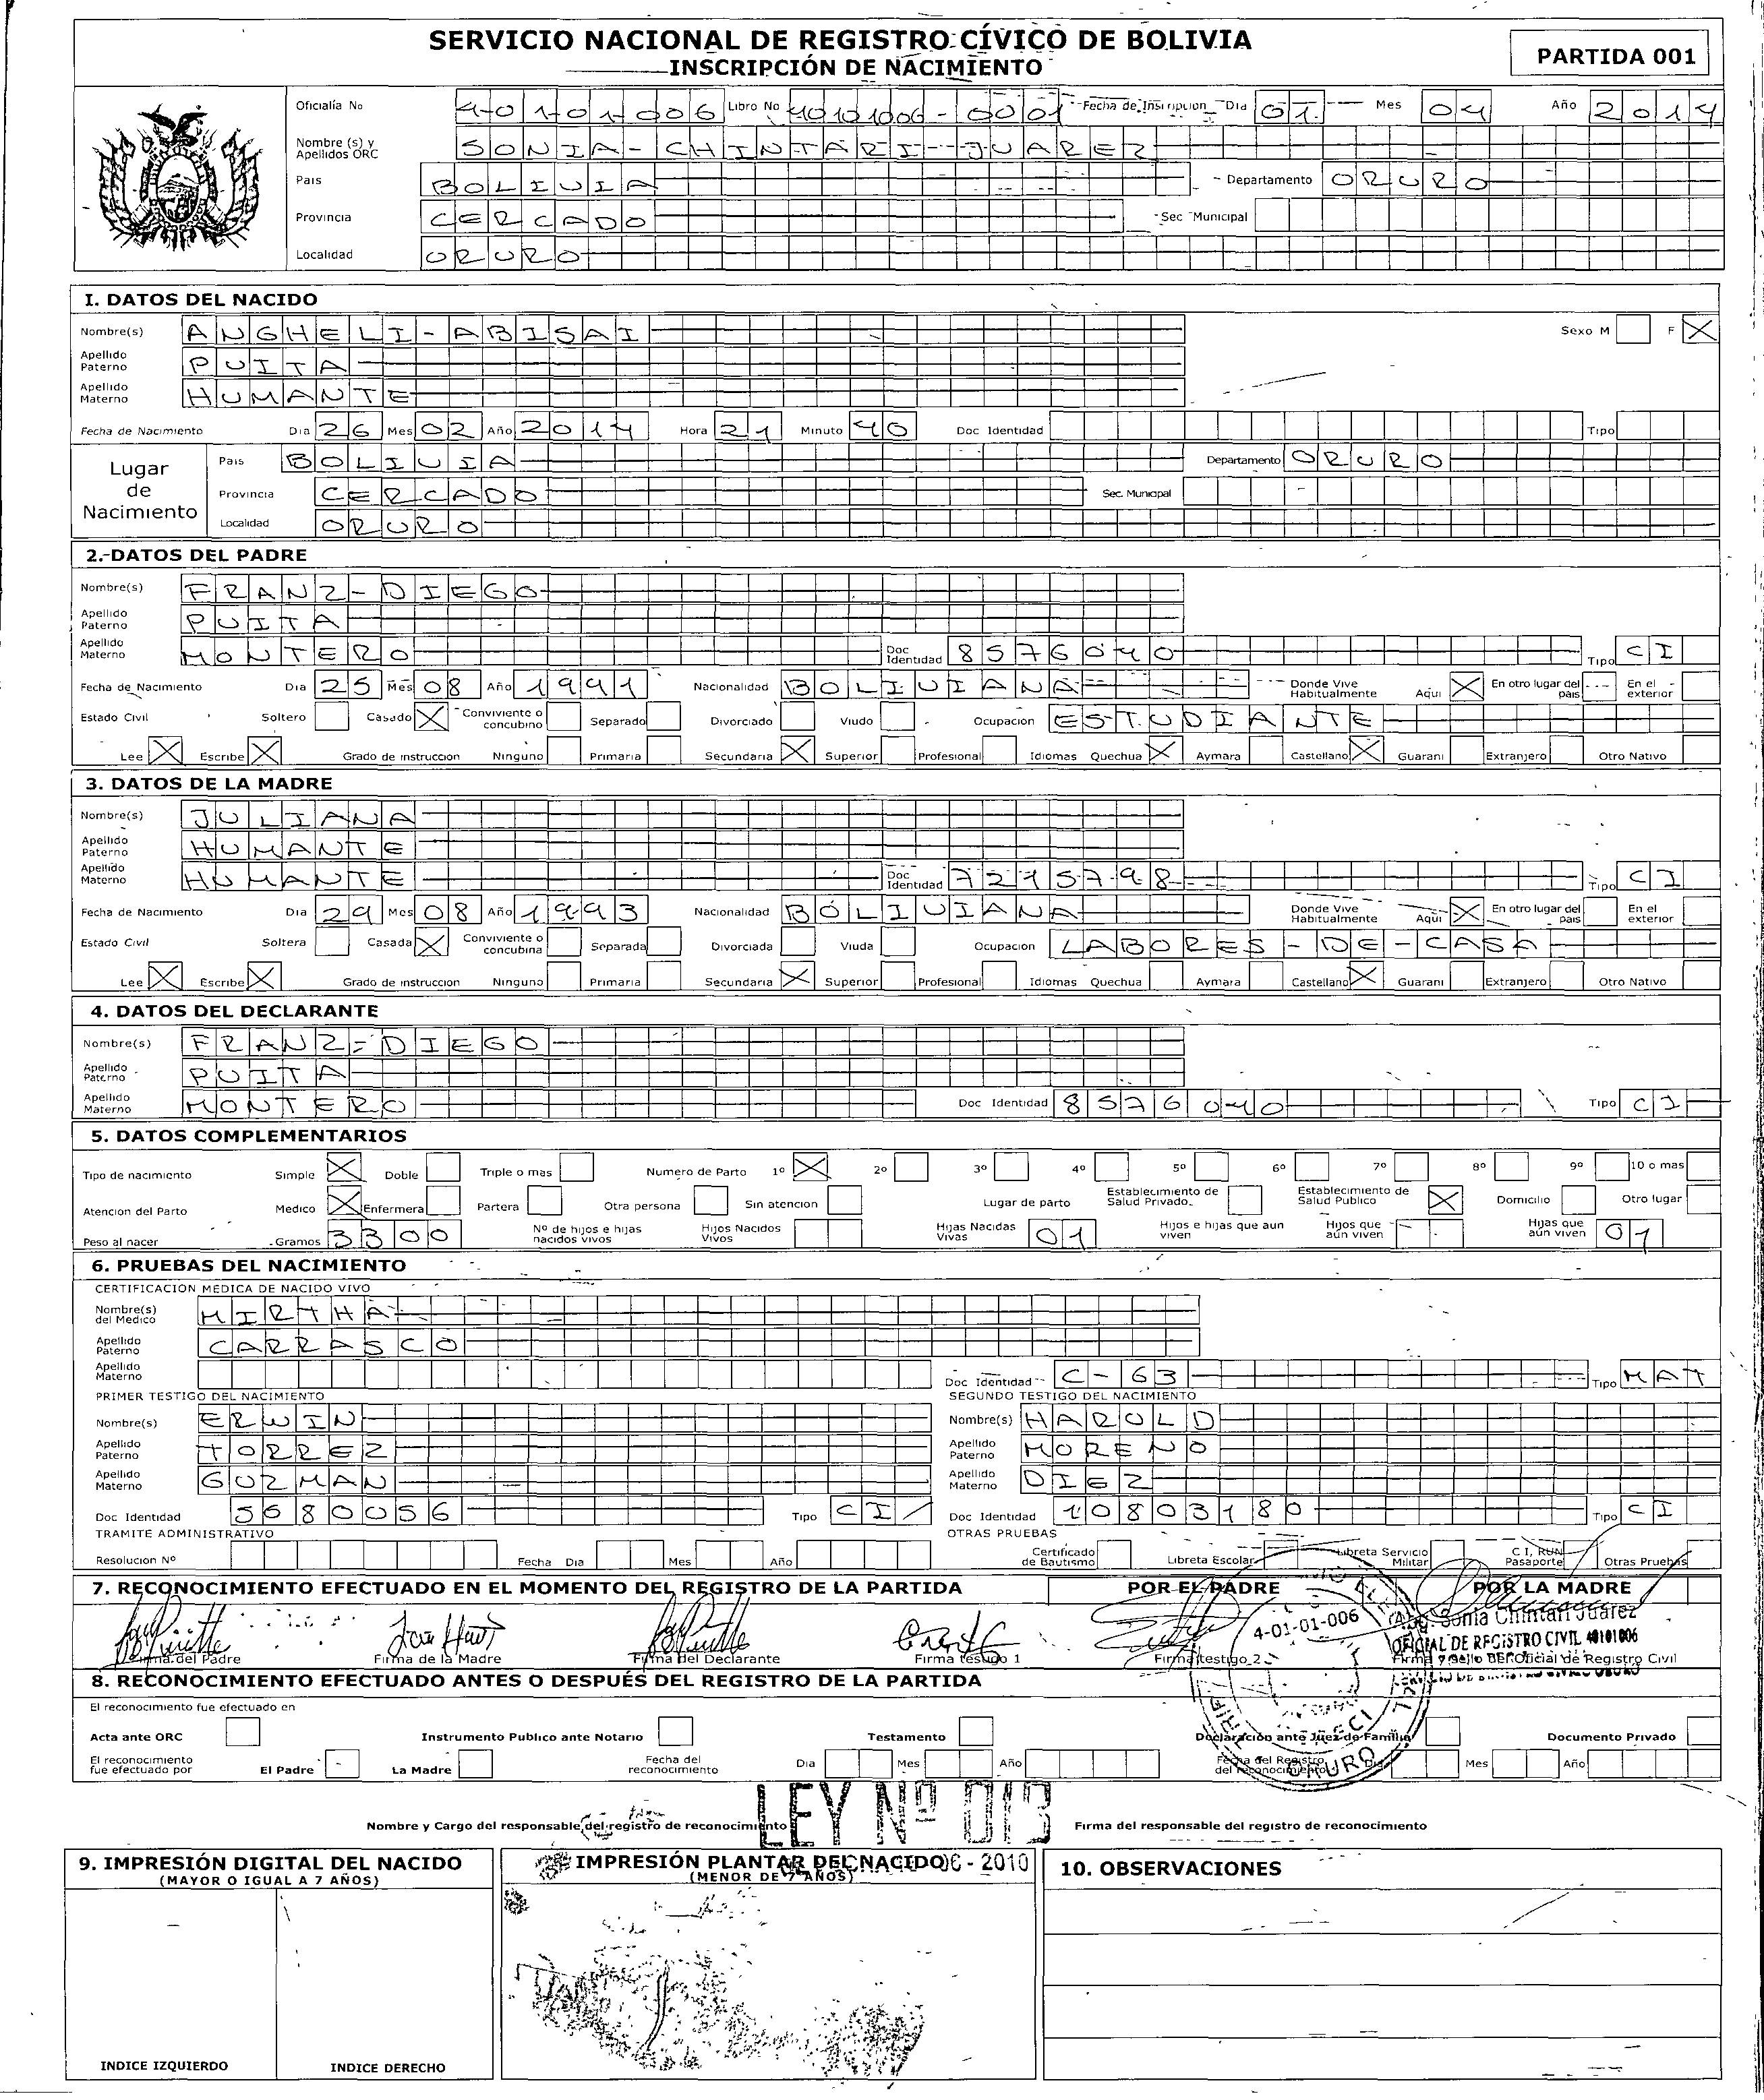 SERVICIO NACIONAL DE REGISTRO CÍVICO DE BOLIVIA
INSCRIPCIÓN DE NACIMIENTO
PARTIDA 001
Oficialía No 4-01-01-006 Libro No 40101006-0001 Fecha de Inscripcion Dia 01 Mes 04 Año 2014
Nombre (s) y Apellidos ORC SONIA-CHINTARI-JUAREZ
Pais BOLIVIA Departamento ORURO
Provincia CERCADO Sec Municipal
Localidad ORURO
I. DATOS DEL NACIDO
Nombre(s) ANGHELI-ABISAI Sexo M F X
Apellido Paterno PUITA
Apellido Materno HUMANTE
Fecha de Nacimiento Dia 26 Mes 02 Año 2014 Hora 21 Minuto 40 Doc Identidad Tipo
Lugar de Nacimiento
Pais BOLIVIA Departamento ORURO
Provincia CERCADO Sec. Municipal
Localidad ORURO
2.-DATOS DEL PADRE
Nombre(s) FRANZ-DIEGO
Apellido Paterno PUITA
Apellido Materno MONTERO Doc Identidad 8576040 Tipo CI
Fecha de Nacimiento Dia 25 Mes 08 Año 1991 Nacionalidad BOLIVIANA Donde Vive Habitualmente Aqui X En otro lugar del pais En el exterior
Estado Civil Soltero Casado X Conviviente o concubino Separado Divorciado Viudo Ocupacion ESTUDIANTE
Lee X Escribe X Grado de instruccion Ninguno Primaria Secundaria X Superior Profesional Idiomas Quechua X Aymara Castellano X Guarani Extranjero Otro Nativo
3. DATOS DE LA MADRE
Nombre(s) JULIANA
Apellido Paterno HUMANTE
Apellido Materno HUMANTE Doc Identidad 7295798 Tipo CI
Fecha de Nacimiento Dia 29 Mes 08 Año 1993 Nacionalidad BOLIVIANA Donde Vive Habitualmente Aqui X En otro lugar del pais En el exterior
Estado Civil Soltera Casada X Conviviente o concubina Separada Divorciada Viuda Ocupacion LABORES-DE-CASA
Lee X Escribe X Grado de instruccion Ninguno Primaria Secundaria X Superior Profesional Idiomas Quechua Aymara Castellano X Guarani Extranjero Otro Nativo
4. DATOS DEL DECLARANTE
Nombre(s) FRANZ-DIEGO
Apellido Paterno PUITA
Apellido Materno MONTERO Doc Identidad 8576040 Tipo CI
5. DATOS COMPLEMENTARIOS
Tipo de nacimiento Simple X Doble Triple o mas Numero de Parto 1º X 2º 3º 4º 5º 6º 7º 8º 9º 10 o mas
Atencion del Parto Medico X Enfermera Partera Otra persona Sin atencion Lugar de parto Establecimiento de Salud Privado. Establecimiento de Salud Publico X Domicilio Otro lugar
Peso al nacer Gramos 3300 Nº de hijos e hijas nacidos vivos Hijos Nacidos Vivos Hijas Nacidas Vivas 01 Hijos e hijas que aun viven Hijos que aún viven Hijas que aún viven 01
6. PRUEBAS DEL NACIMIENTO
CERTIFICACION MEDICA DE NACIDO VIVO
Nombre(s) del Medico MIRTHA
Apellido Paterno CARRASCO
Apellido Materno Doc Identidad C-63 Tipo MAT
PRIMER TESTIGO DEL NACIMIENTO SEGUNDO TESTIGO DEL NACIMIENTO
Nombre(s) ERWIN Nombre(s) HAROLD
Apellido Paterno TORREZ Apellido Paterno MORENO
Apellido Materno GUZMAN Apellido Materno DIEZ
Doc Identidad 5680056 Tipo CI Doc Identidad 10803180 Tipo CI
TRAMITE ADMINISTRATIVO OTRAS PRUEBAS
Resolucion Nº Fecha Dia Mes Año Certificado de Bautismo Libreta Escolar Libreta Servicio Militar C I, RUN Pasaporte Otras Pruebas
7. RECONOCIMIENTO EFECTUADO EN EL MOMENTO DEL REGISTRO DE LA PARTIDA POR EL PADRE POR LA MADRE
4-01-01-006 Abg. Sonia Chintari Juarez
OFICIAL DE REGISTRO CIVIL 40101006
Firma del Padre Firma de la Madre Firma del Declarante Firma testigo 1 Firma testigo 2 Firma y Sello del Oficial de Registro Civil
8. RECONOCIMIENTO EFECTUADO ANTES O DESPUÉS DEL REGISTRO DE LA PARTIDA
El reconocimiento fue efectuado en
Acta ante ORC Instrumento Publico ante Notario Testamento Declaración ante Juez de Familia Documento Privado
El reconocimiento fue efectuado por El Padre La Madre Fecha del reconocimiento Dia Mes Año Fecha del Registro del reconocimiento Dia Mes Año
ORURO
LEY Nº 013
Nombre y Cargo del responsable del registro de reconocimiento Firma del responsable del registro de reconocimiento
9. IMPRESIÓN DIGITAL DEL NACIDO IMPRESIÓN PLANTAR DEL NACIDO 06 - 2010 10. OBSERVACIONES
(MAYOR O IGUAL A 7 AÑOS) (MENOR DE 7 AÑOS)
INDICE IZQUIERDO INDICE DERECHO